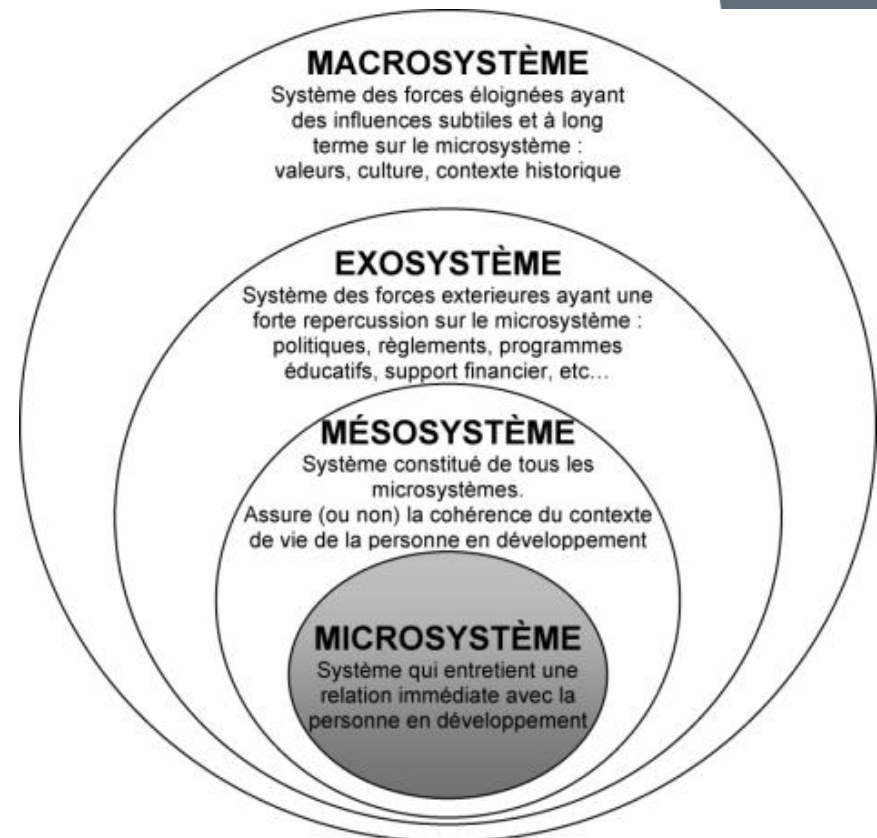 MACROSYSTÈME
Système des forces éloignées ayant
des influences subtiles et à long
terme sur le microsystème :
valeurs, culture, contexte historique
EXOSYSTÈME
Système des forces exterieures ayant une
forte repercussion sur le microsystème :
politiques, règlements, programmes
éducatifs, support financier, etc…
MÉSOSYSTÈME
Système constitué de tous les
microsystèmes.
Assure (ou non) la cohérence du contexte
de vie de la personne en développement
MICROSYSTÈME
Système qui entretient une
relation immédiate avec la
personne en développement